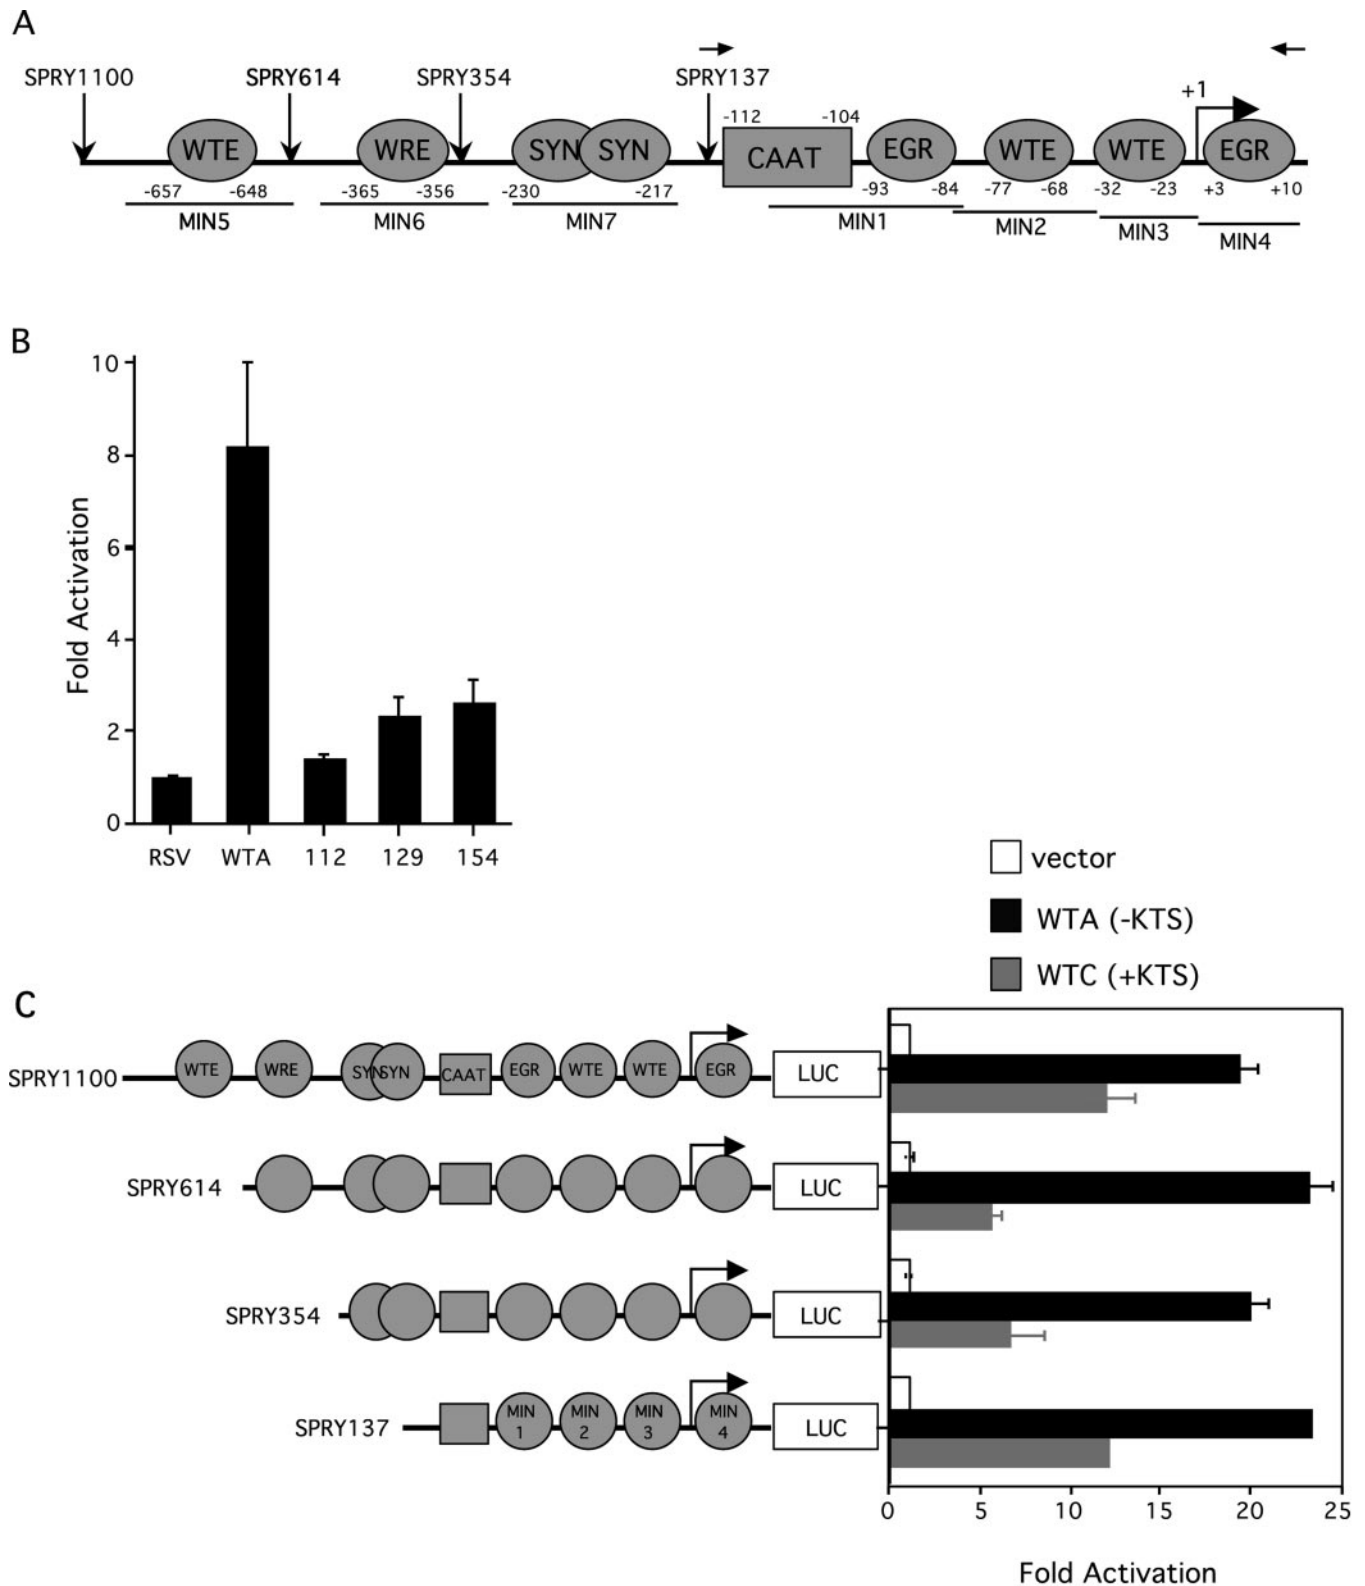 A
SPRY1100 SPRY614 SPRY354 SPRY137
+1
-112 -104
WTE WRE SYN SYN CAAT EGR WTE WTE EGR
-657 -648 -365 -356 -230 -217 -93 -84 -77 -68 -32 -23 +3 +10
MIN5 MIN6 MIN7 MIN1 MIN2 MIN3 MIN4
B
10
8
6
4
2
0
Fold Activation
RSV WTA 112 129 154
vector
WTA (-KTS)
WTC (+KTS)
C
SPRY1100 WTE WRE SYN SYN CAAT EGR WTE WTE EGR LUC
SPRY614 LUC
SPRY354 LUC
SPRY137 MIN 1 MIN 2 MIN 3 MIN 4 LUC
0 5 10 15 20 25
Fold Activation